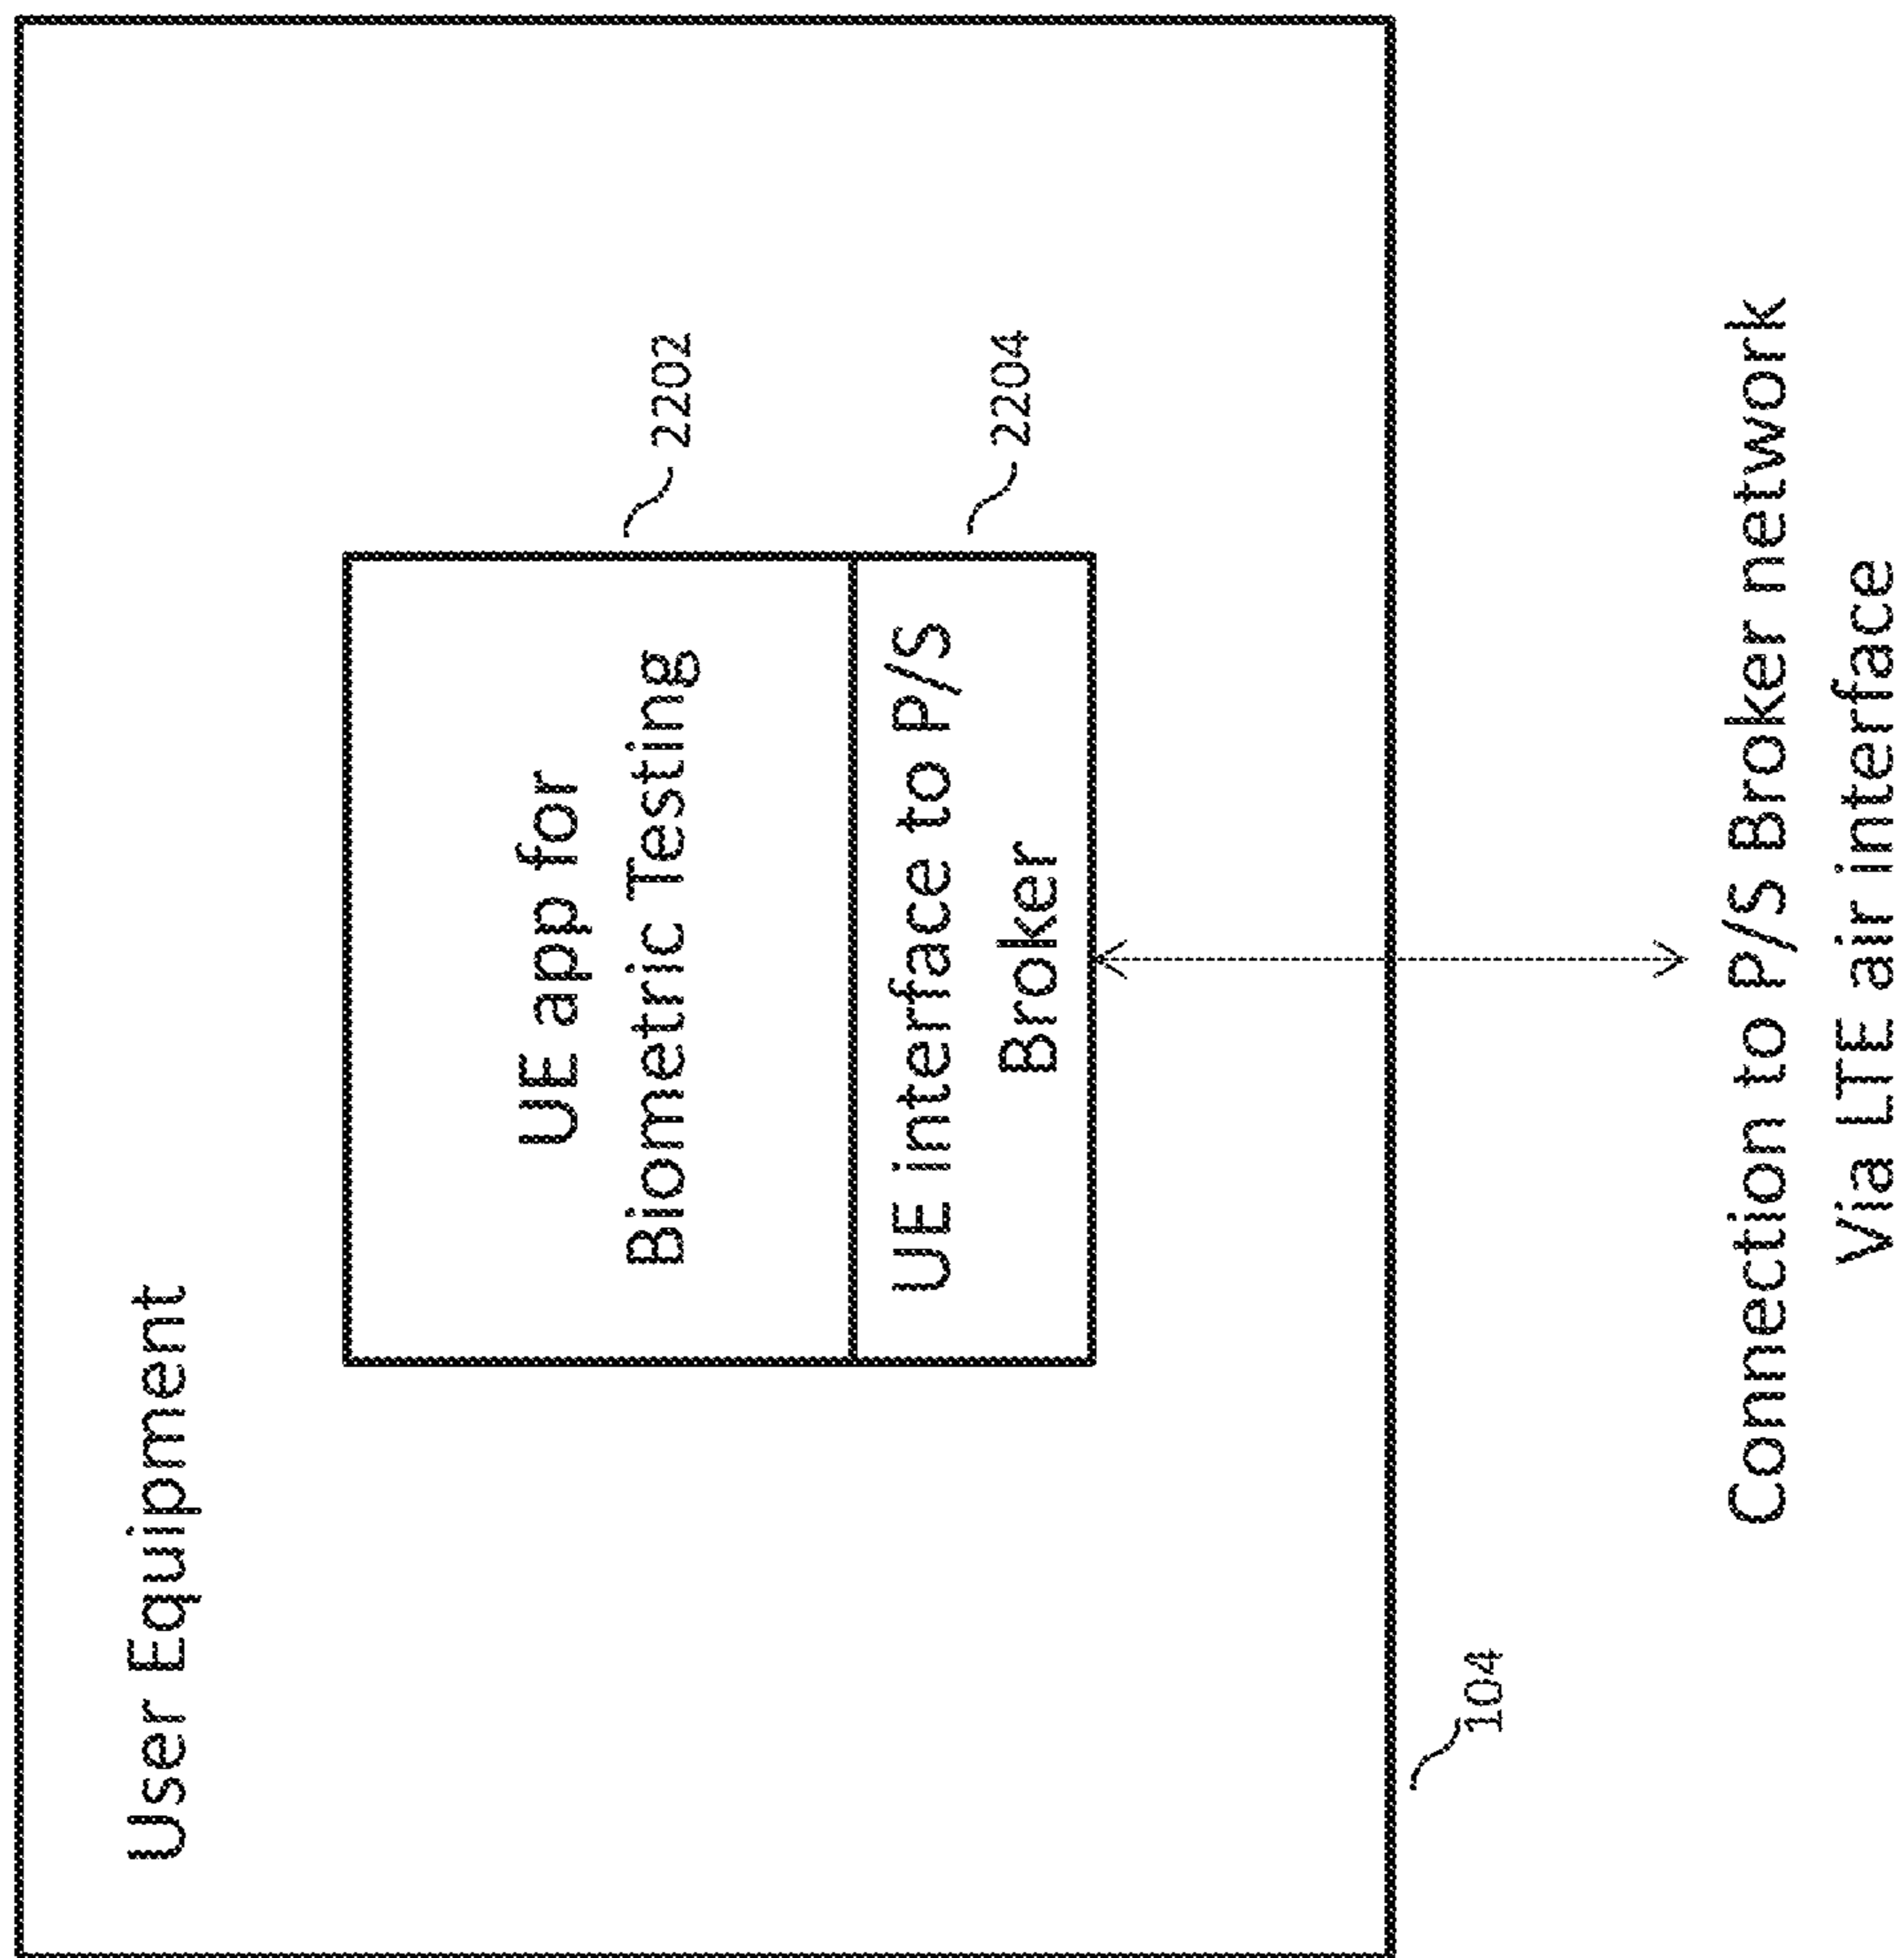 User Equipment
UE app for
Biometric Testing
2202
UE interface to P/S
Broker
2204
104
Connection to P/S Broker network
Via LTE air interface